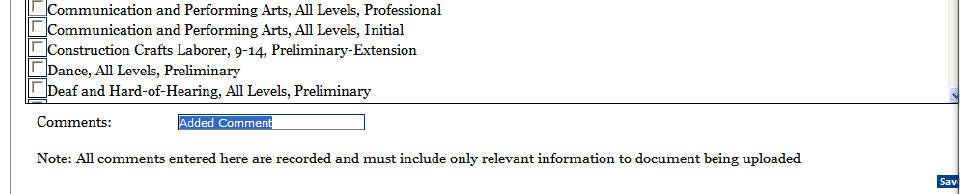 Communication and Performing Arts, All Levels, Professional
Communication and Performing Arts, All Levels, Initial
Construction Crafts Laborer, 9-14, Preliminary-Extension
Dance, All Levels, Preliminary
Deaf and Hard-of-Hearing, All Levels, Preliminary
Comments: Added Comment
Note: All comments entered here are recorded and must include only relevant information to document being uploaded
Sav